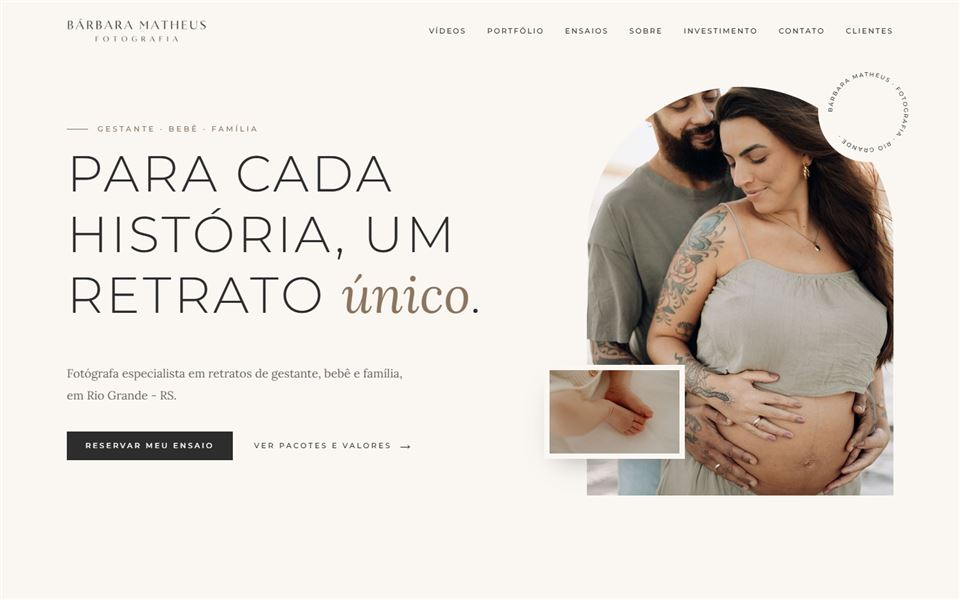 BÁRBARA MATHEUS
FOTOGRAFIA
VÍDEOS
PORTFÓLIO
ENSAIOS
SOBRE
INVESTIMENTO
CONTATO
CLIENTES
BÁRBARA MATHEUS · FOTOGRAFIA · RIO GRANDE ·
GESTANTE · BEBÊ · FAMÍLIA
PARA CADA
HISTÓRIA, UM
RETRATO único.
Fotógrafa especialista em retratos de gestante, bebê e família,
em Rio Grande - RS.
RESERVAR MEU ENSAIO
VER PACOTES E VALORES →